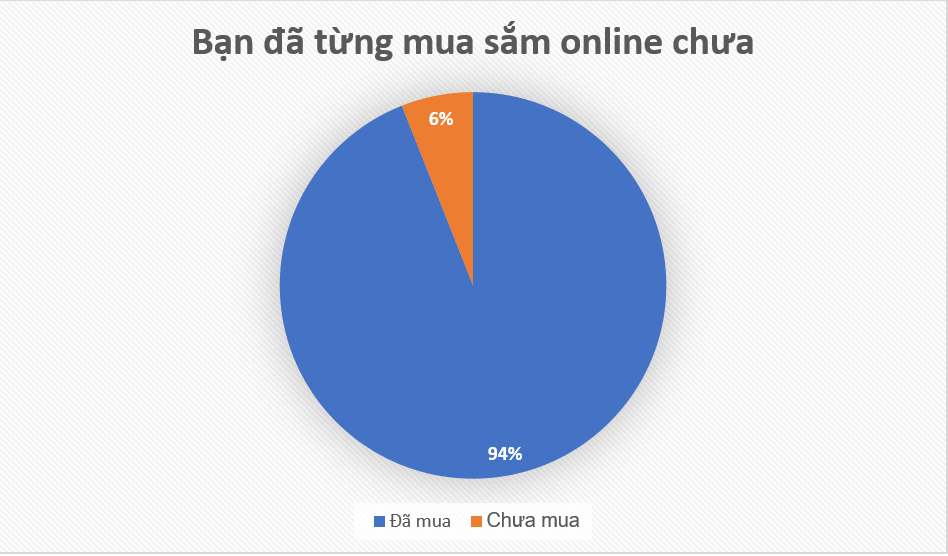 Bạn đã từng mua sắm online chưa
6%
94%
Đã mua Chưa mua